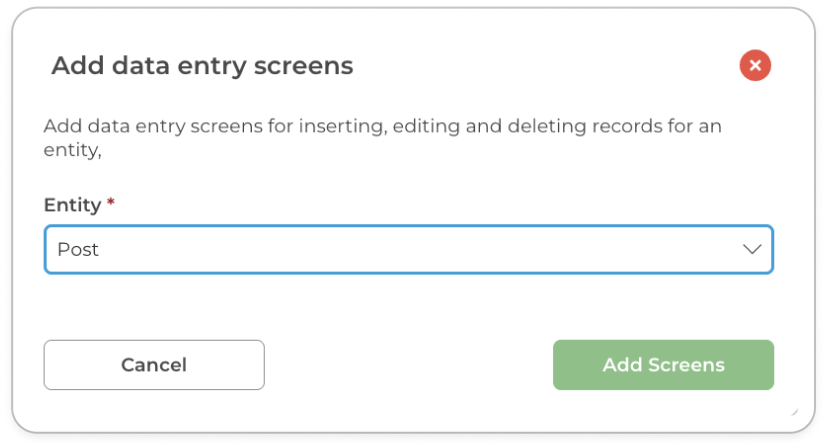 Add data entry screens
Add data entry screens for inserting, editing and deleting records for an
entity,
Entity *
Post
Cancel
Add Screens